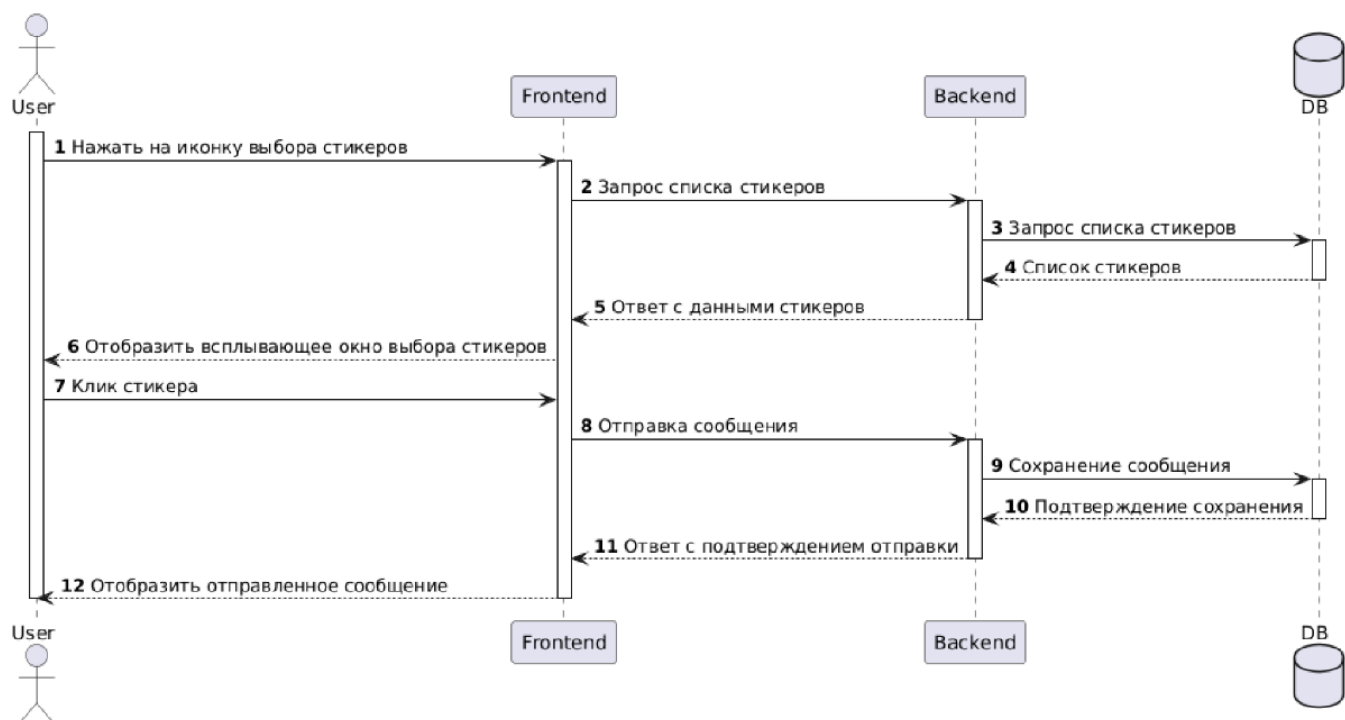 User
Frontend
Backend
DB
1 Нажать на иконку выбора стикеров
2 Запрос списка стикеров
3 Запрос списка стикеров
4 Список стикеров
5 Ответ с данными стикеров
6 Отобразить всплывающее окно выбора стикеров
7 Клик стикера
8 Отправка сообщения
9 Сохранение сообщения
10 Подтверждение сохранения
11 Ответ с подтверждением отправки
12 Отобразить отправленное сообщение
User
Frontend
Backend
DB